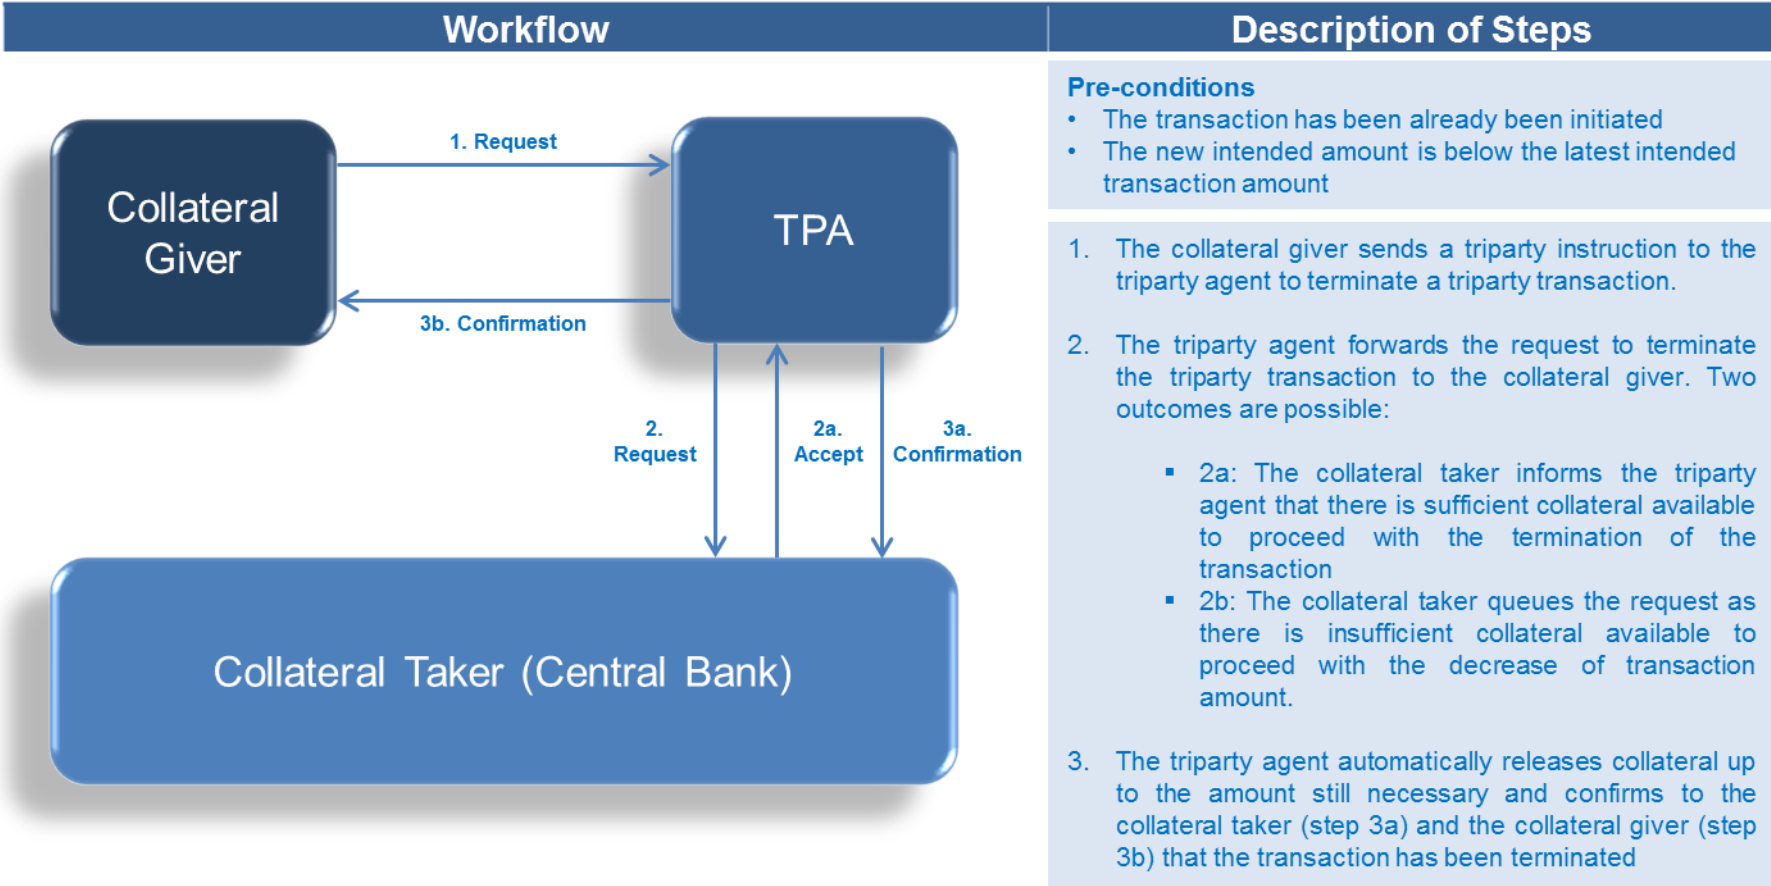 Workflow
Description of Steps
Collateral
Giver
1. Request
TPA
3b. Confirmation
2.
Request
2a.
Accept
3a.
Confirmation
Collateral Taker (Central Bank)
Pre-conditions
• The transaction has been already been initiated
• The new intended amount is below the latest intended
transaction amount
1. The collateral giver sends a triparty instruction to the
triparty agent to terminate a triparty transaction.
2. The triparty agent forwards the request to terminate
the triparty transaction to the collateral giver. Two
outcomes are possible:
▪ 2a: The collateral taker informs the triparty
agent that there is sufficient collateral available
to proceed with the termination of the
transaction
▪ 2b: The collateral taker queues the request as
there is insufficient collateral available to
proceed with the decrease of transaction
amount.
3. The triparty agent automatically releases collateral up
to the amount still necessary and confirms to the
collateral taker (step 3a) and the collateral giver (step
3b) that the transaction has been terminated